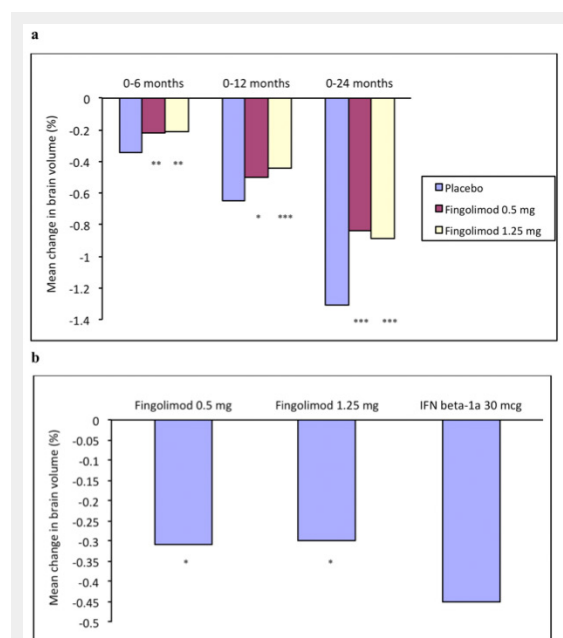 a
0-6 months 0-12 months 0-24 months
0
-0.2
-0.4
-0.6
-0.8
-1
-1.2
-1.4
Mean change in brain volume (%)
** **
* ***
*** ***
Placebo
Fingolimod 0.5 mg
Fingolimod 1.25 mg
b
Fingolimod 0.5 mg Fingolimod 1.25 mg IFN beta-1a 30 mcg
0
-0.05
-0.1
-0.15
-0.2
-0.25
-0.3
-0.35
-0.4
-0.45
-0.5
Mean change in brain volume (%)
* *